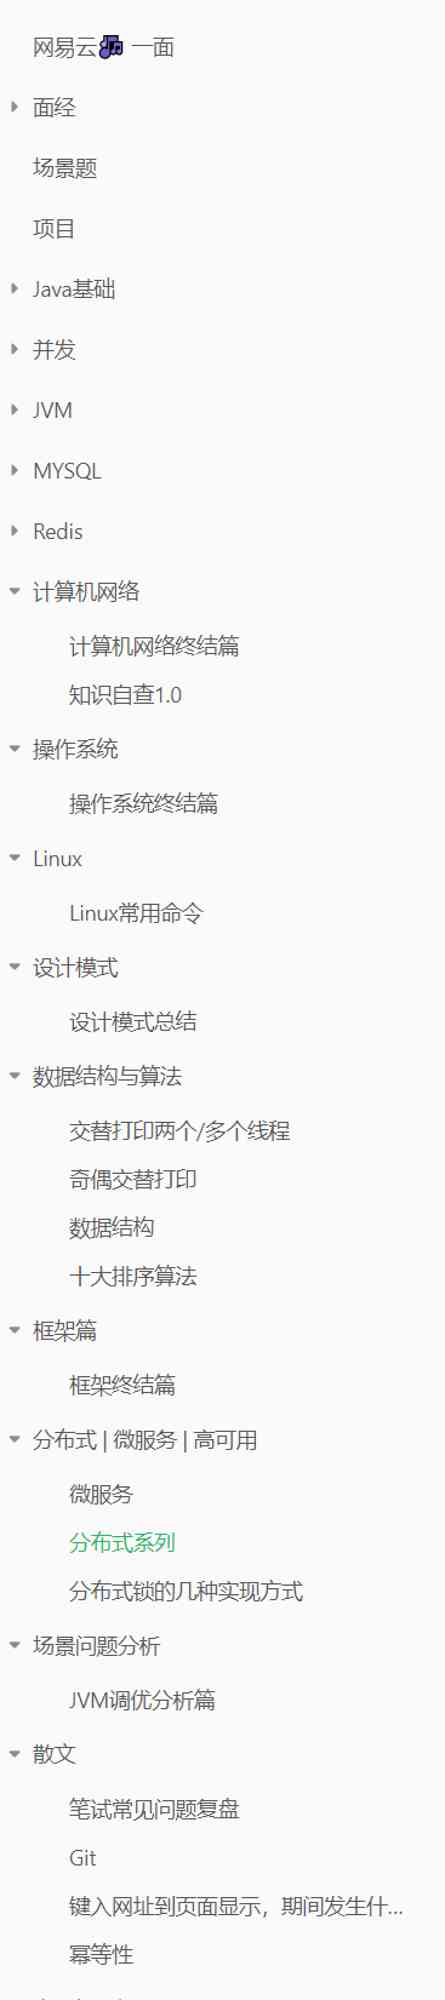 网易云🎶 一面
面经
场景题
项目
Java基础
并发
JVM
MYSQL
Redis
计算机网络
计算机网络终结篇
知识自查1.0
操作系统
操作系统终结篇
Linux
Linux常用命令
设计模式
设计模式总结
数据结构与算法
交替打印两个/多个线程
奇偶交替打印
数据结构
十大排序算法
框架篇
框架终结篇
分布式 | 微服务 | 高可用
微服务
分布式系列
分布式锁的几种实现方式
场景问题分析
JVM调优分析篇
散文
笔试常见问题复盘
Git
键入网址到页面显示，期间发生什...
幂等性